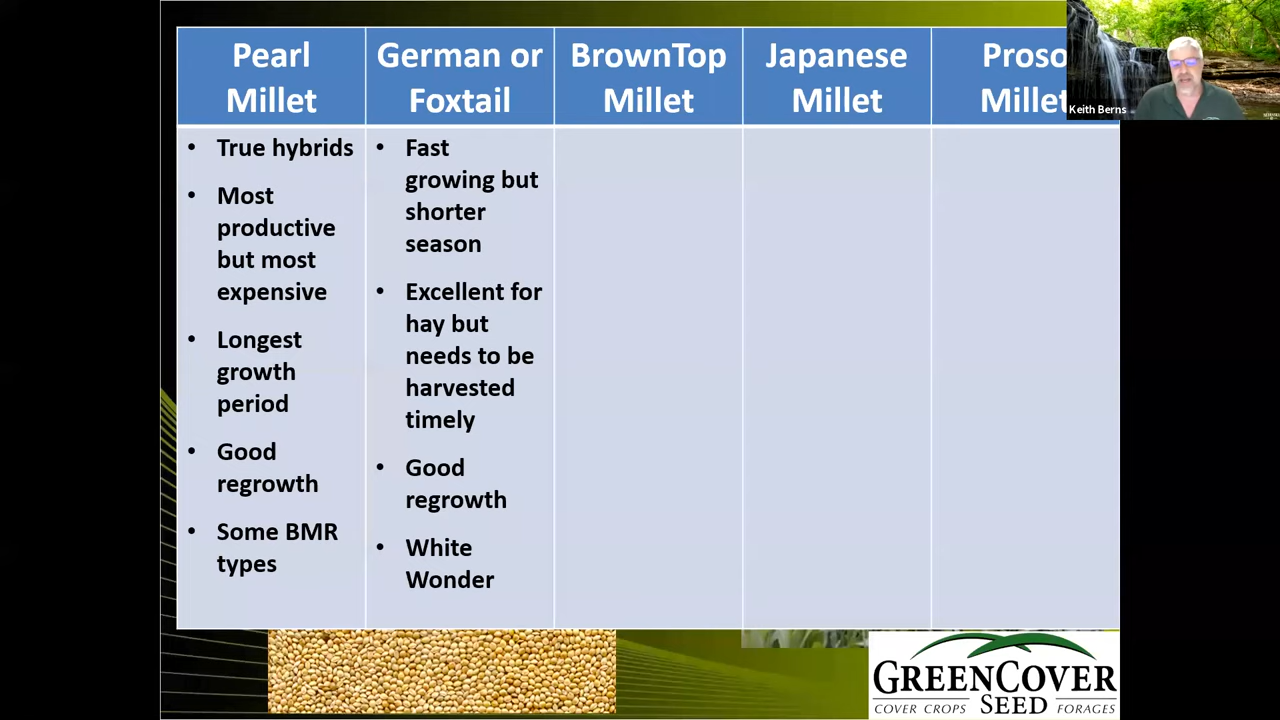 Pearl
Millet
German or
Foxtail
BrownTop
Millet
Japanese
Millet
Proso
Millet
Keith Berns
• True hybrids
• Most
productive
but most
expensive
• Longest
growth
period
• Good
regrowth
• Some BMR
types
• Fast
growing but
shorter
season
• Excellent for
hay but
needs to be
harvested
timely
• Good
regrowth
• White
Wonder
GREENCOVER
COVER CROPS SEED FORAGES